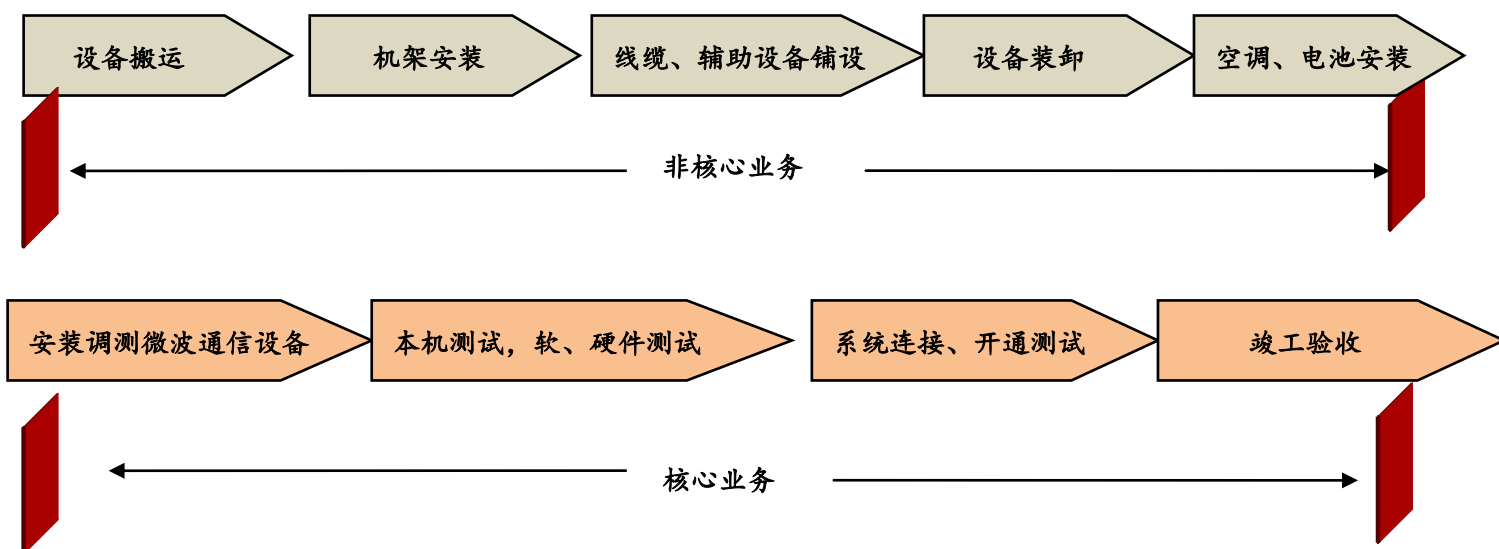 设备搬运
机架安装
线缆、辅助设备铺设
设备装卸
空调、电池安装
非核心业务
安装调测微波通信设备
本机测试，软、硬件测试
系统连接、开通测试
竣工验收
核心业务